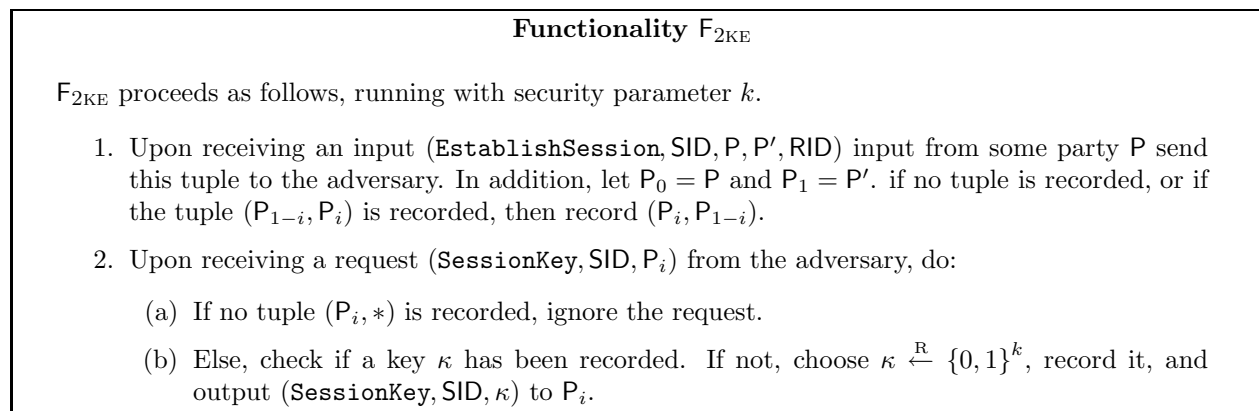 Functionality F₂KE
F₂KE proceeds as follows, running with security parameter k.
1. Upon receiving an input (EstablishSession, SID, P, P′, RID) input from some party P send
this tuple to the adversary. In addition, let P₀ = P and P₁ = P′. if no tuple is recorded, or if
the tuple (P₁₋ᵢ, Pᵢ) is recorded, then record (Pᵢ, P₁₋ᵢ).
2. Upon receiving a request (SessionKey, SID, Pᵢ) from the adversary, do:
(a) If no tuple (Pᵢ, *) is recorded, ignore the request.
(b) Else, check if a key κ has been recorded. If not, choose κ ←ᴿ {0, 1}ᵏ, record it, and
output (SessionKey, SID, κ) to Pᵢ.